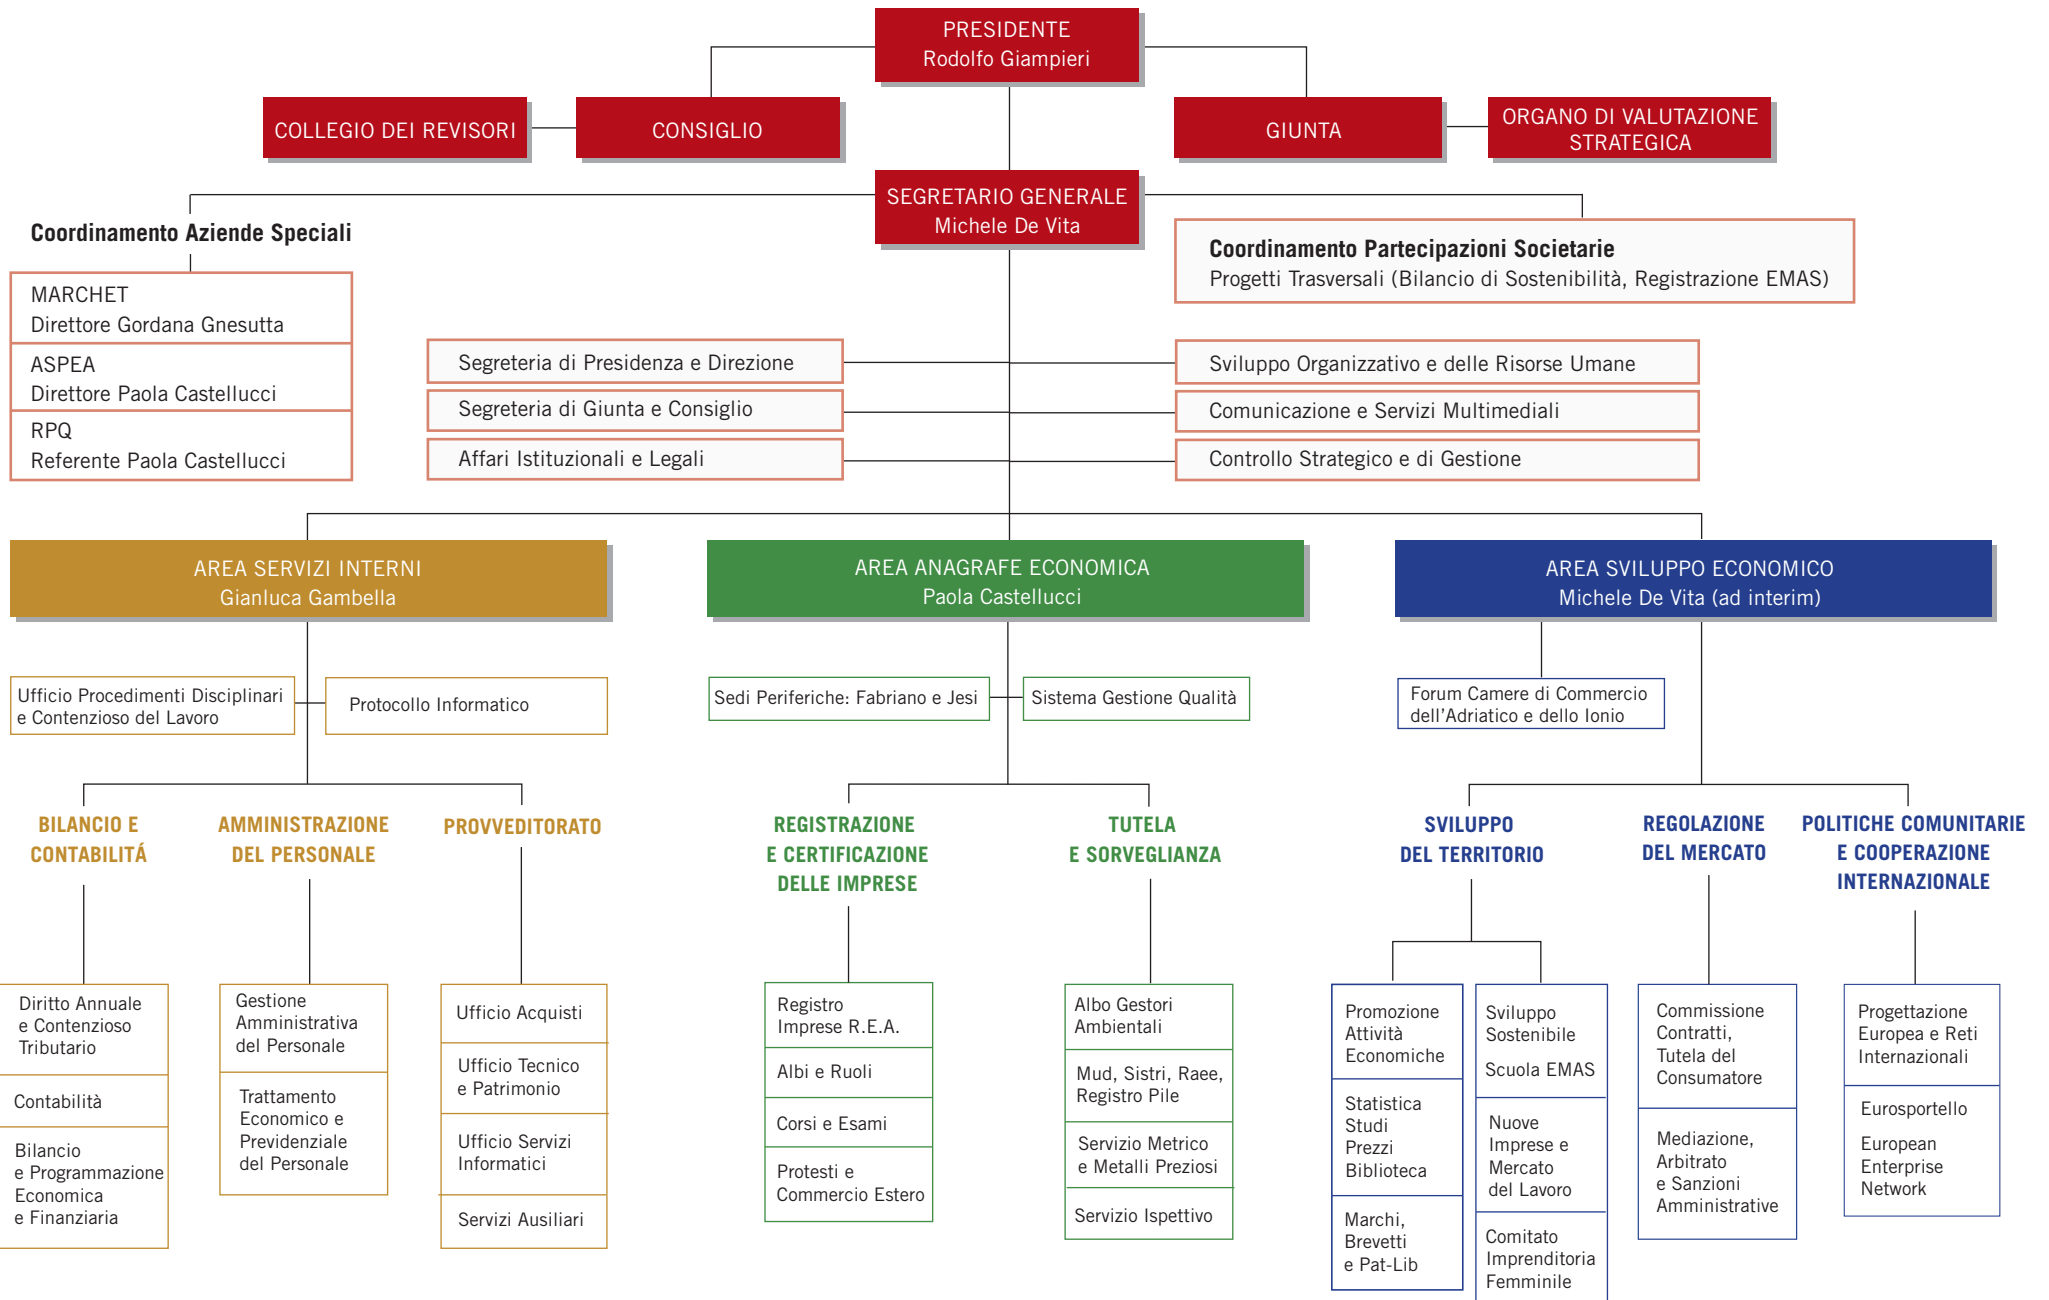 PRESIDENTE
Rodolfo Giampieri
COLLEGIO DEI REVISORI
CONSIGLIO
GIUNTA
ORGANO DI VALUTAZIONE
STRATEGICA
SEGRETARIO GENERALE
Michele De Vita
Coordinamento Aziende Speciali
MARCHET
Direttore Gordana Gnesutta
ASPEA
Direttore Paola Castellucci
RPQ
Referente Paola Castellucci
Coordinamento Partecipazioni Societarie
Progetti Trasversali (Bilancio di Sostenibilità, Registrazione EMAS)
Segreteria di Presidenza e Direzione
Segreteria di Giunta e Consiglio
Affari Istituzionali e Legali
Sviluppo Organizzativo e delle Risorse Umane
Comunicazione e Servizi Multimediali
Controllo Strategico e di Gestione
AREA SERVIZI INTERNI
Gianluca Gambella
Ufficio Procedimenti Disciplinari
e Contenzioso del Lavoro
Protocollo Informatico
BILANCIO E
CONTABILITÁ
Diritto Annuale
e Contenzioso
Tributario
Contabilità
Bilancio
e Programmazione
Economica
e Finanziaria
AMMINISTRAZIONE
DEL PERSONALE
Gestione
Amministrativa
del Personale
Trattamento
Economico e
Previdenziale
del Personale
PROVVEDITORATO
Ufficio Acquisti
Ufficio Tecnico
e Patrimonio
Ufficio Servizi
Informatici
Servizi Ausiliari
AREA ANAGRAFE ECONOMICA
Paola Castellucci
Sedi Periferiche: Fabriano e Jesi
Sistema Gestione Qualità
REGISTRAZIONE
E CERTIFICAZIONE
DELLE IMPRESE
Registro
Imprese R.E.A.
Albi e Ruoli
Corsi e Esami
Protesti e
Commercio Estero
TUTELA
E SORVEGLIANZA
Albo Gestori
Ambientali
Mud, Sistri, Raee,
Registro Pile
Servizio Metrico
e Metalli Preziosi
Servizio Ispettivo
AREA SVILUPPO ECONOMICO
Michele De Vita (ad interim)
Forum Camere di Commercio
dell'Adriatico e dello Ionio
SVILUPPO
DEL TERRITORIO
Promozione
Attività
Economiche
Statistica
Studi
Prezzi
Biblioteca
Marchi,
Brevetti
e Pat-Lib
Sviluppo
Sostenibile
Scuola EMAS
Nuove
Imprese e
Mercato
del Lavoro
Comitato
Imprenditoria
Femminile
REGOLAZIONE
DEL MERCATO
Commissione
Contratti,
Tutela del
Consumatore
Mediazione,
Arbitrato
e Sanzioni
Amministrative
POLITICHE COMUNITARIE
E COOPERAZIONE
INTERNAZIONALE
Progettazione
Europea e Reti
Internazionali
Eurosportello
European
Enterprise
Network